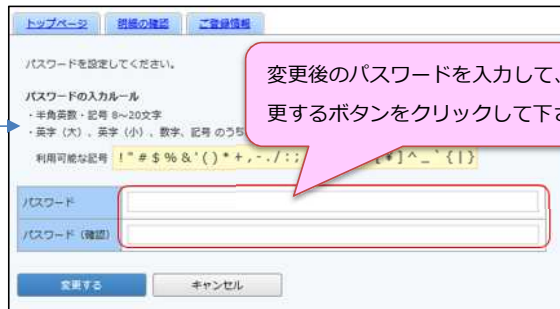 トップページ 明細の確認 ご登録情報
パスワードを設定してください。
変更後のパスワードを入力して、
更するボタンをクリックして下さ
パスワードの入力ルール
・半角英数・記号 8～20文字
・英字（大）、英字（小）、数字、記号 のうち
利用可能な記号 !"#$%&'()*+,-./:; ]^_`{|}
パスワード
パスワード（確認）
変更する キャンセル